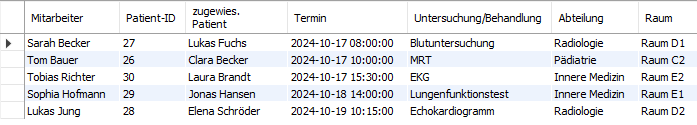 Mitarbeiter Patient-ID zugewies. Patient Termin Untersuchung/Behandlung Abteilung Raum
Sarah Becker 27 Lukas Fuchs 2024-10-17 08:00:00 Blutuntersuchung Radiologie Raum D1
Tom Bauer 26 Clara Becker 2024-10-17 10:00:00 MRT Pädiatrie Raum C2
Tobias Richter 30 Laura Brandt 2024-10-17 15:30:00 EKG Innere Medizin Raum E2
Sophia Hofmann 29 Jonas Hansen 2024-10-18 14:00:00 Lungenfunktionstest Innere Medizin Raum E1
Lukas Jung 28 Elena Schröder 2024-10-19 10:15:00 Echokardiogramm Radiologie Raum D2